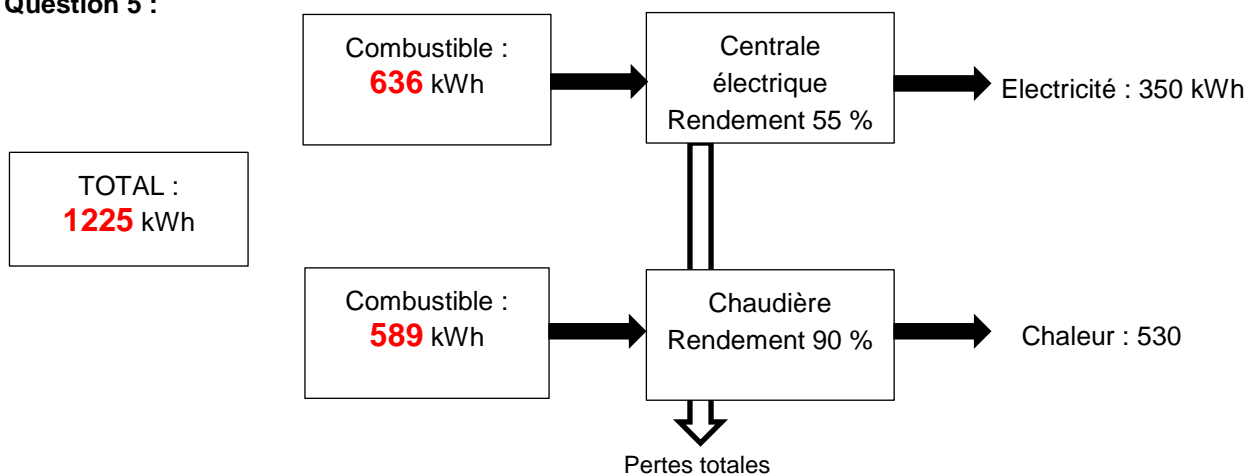 Question 5 :
Combustible :
636 kWh
Centrale
électrique
Rendement 55 %
Electricité : 350 kWh
TOTAL :
1225 kWh
Combustible :
589 kWh
Chaudière
Rendement 90 %
Chaleur : 530
Pertes totales